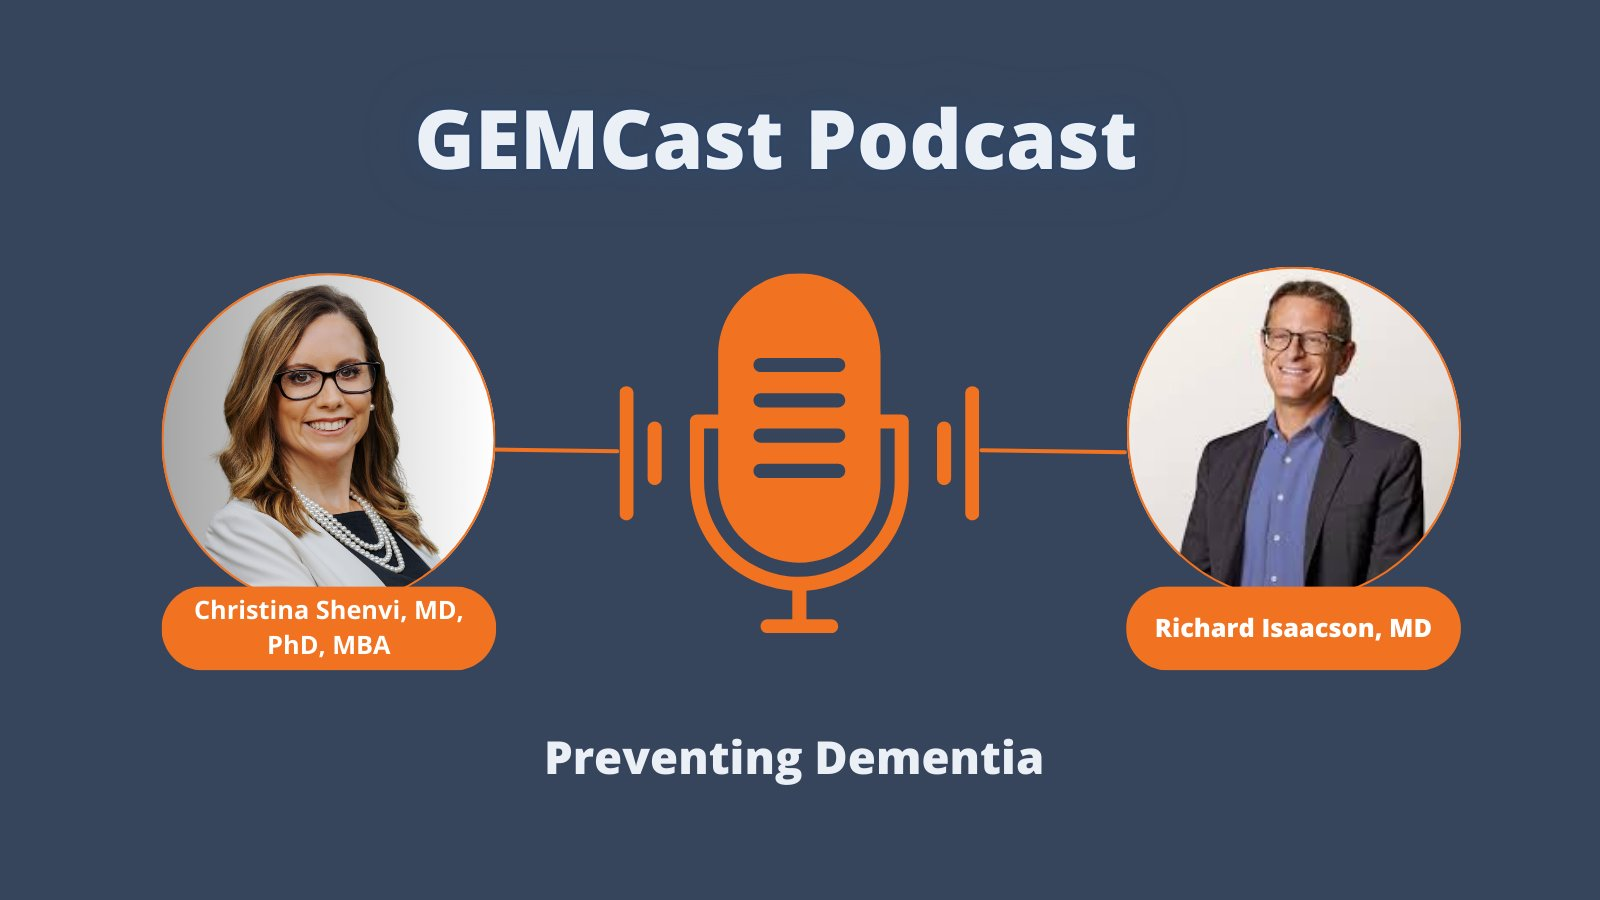 GEMCast Podcast
Christina Shenvi, MD,
PhD, MBA
Richard Isaacson, MD
Preventing Dementia